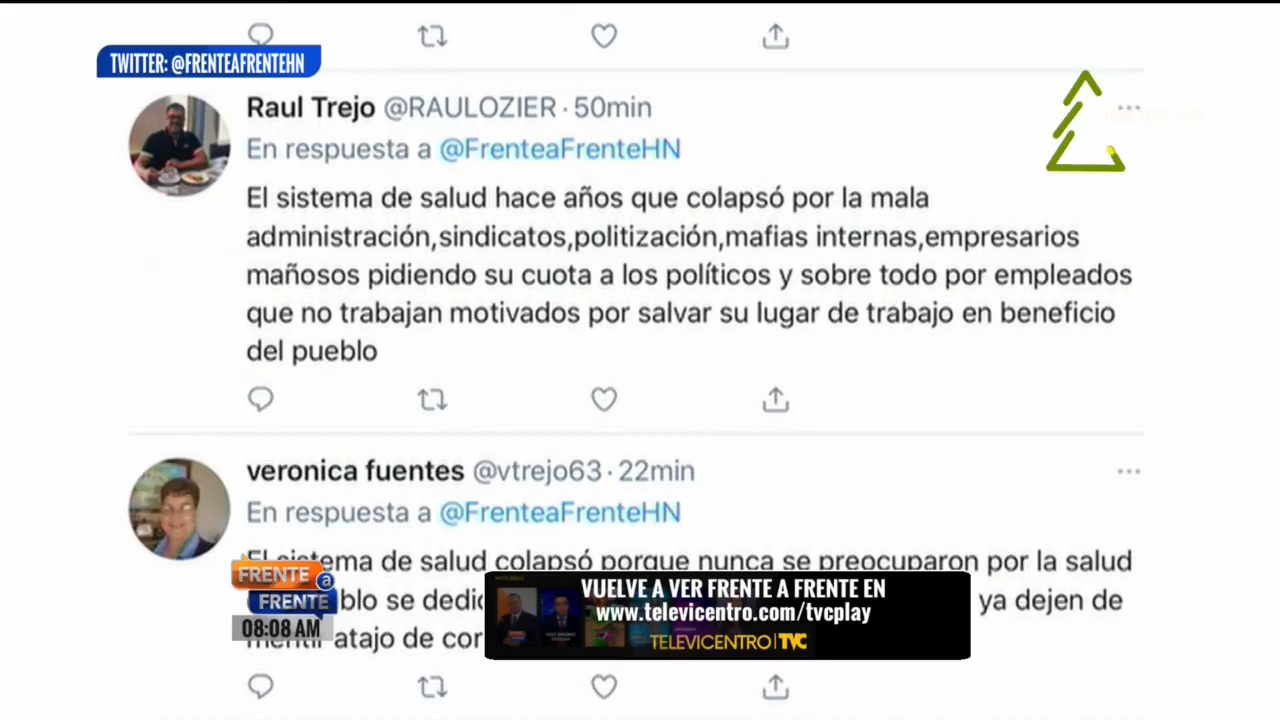 TWITTER: @FRENTEAFRENTEHN
Raul Trejo @RAULOZIER · 50min
En respuesta a @FrenteaFrenteHN
El sistema de salud hace años que colapsó por la mala
administración,sindicatos,politización,mafias internas,empresarios
mañosos pidiendo su cuota a los políticos y sobre todo por empleados
que no trabajan motivados por salvar su lugar de trabajo en beneficio
del pueblo
veronica fuentes @vtrejo63 · 22min
En respuesta a @FrenteaFrenteHN
El sistema de salud colapsó porque nunca se preocuparon por la salud
se ya dejen de
mentir atajo de
FRENTE a
FRENTE
08:08 AM
VUELVE A VER FRENTE A FRENTE EN
www.televicentro.com/tvcplay
TELEVICENTRO|TVC